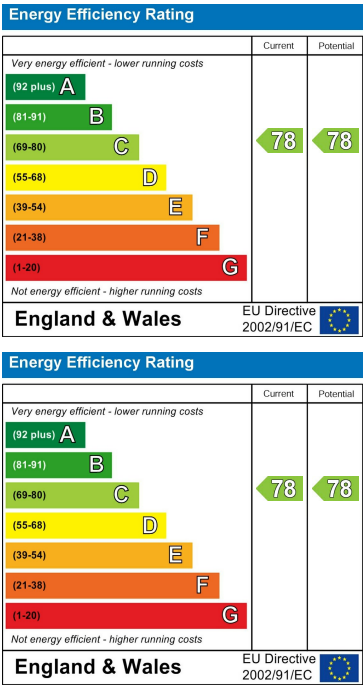 Energy Efficiency Rating
Current Potential
Very energy efficient - lower running costs
(92 plus) A
(81-91) B
(69-80) C 78 78
(55-68) D
(39-54) E
(21-38) F
(1-20) G
Not energy efficient - higher running costs
England & Wales EU Directive
2002/91/EC
Energy Efficiency Rating
Current Potential
Very energy efficient - lower running costs
(92 plus) A
(81-91) B
(69-80) C 78 78
(55-68) D
(39-54) E
(21-38) F
(1-20) G
Not energy efficient - higher running costs
England & Wales EU Directive
2002/91/EC